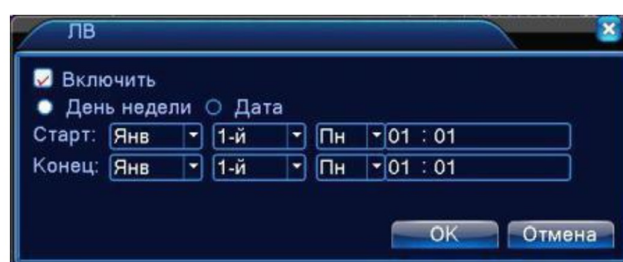 ЛВ
Включить
День недели Дата
Старт: Янв 1-й Пн 01 : 01
Конец: Янв 1-й Пн 01 : 01
OK Отмена